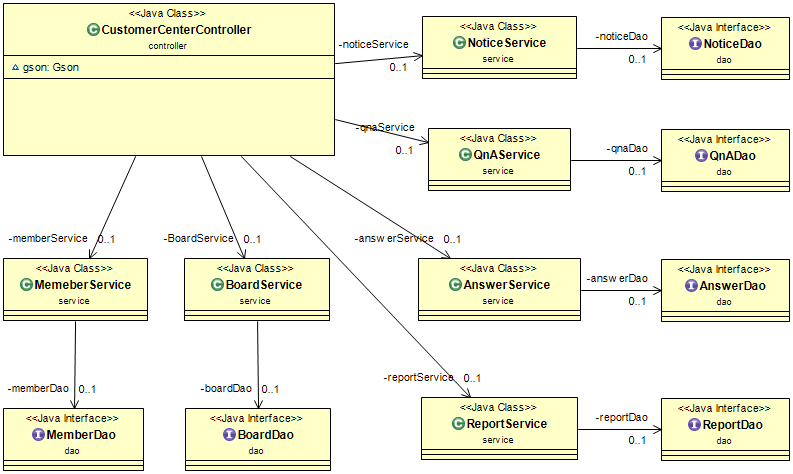 <<Java Class>>
CustomerCenterController
controller
gson: Gson
-noticeService
0..1
<<Java Class>>
NoticeService
service
-noticeDao
0..1
<<Java Interface>>
NoticeDao
dao
-qnaService
0..1
<<Java Class>>
QnAService
service
-qnaDao
0..1
<<Java Interface>>
QnADao
dao
-memberService
0..1
-BoardService
0..1
-answerService
0..1
<<Java Class>>
MemeberService
service
<<Java Class>>
BoardService
service
<<Java Class>>
AnswerService
service
-answerDao
0..1
<<Java Interface>>
AnswerDao
dao
-memberDao
0..1
-boardDao
0..1
-reportService
0..1
<<Java Interface>>
MemberDao
dao
<<Java Interface>>
BoardDao
dao
<<Java Class>>
ReportService
service
-reportDao
0..1
<<Java Interface>>
ReportDao
dao